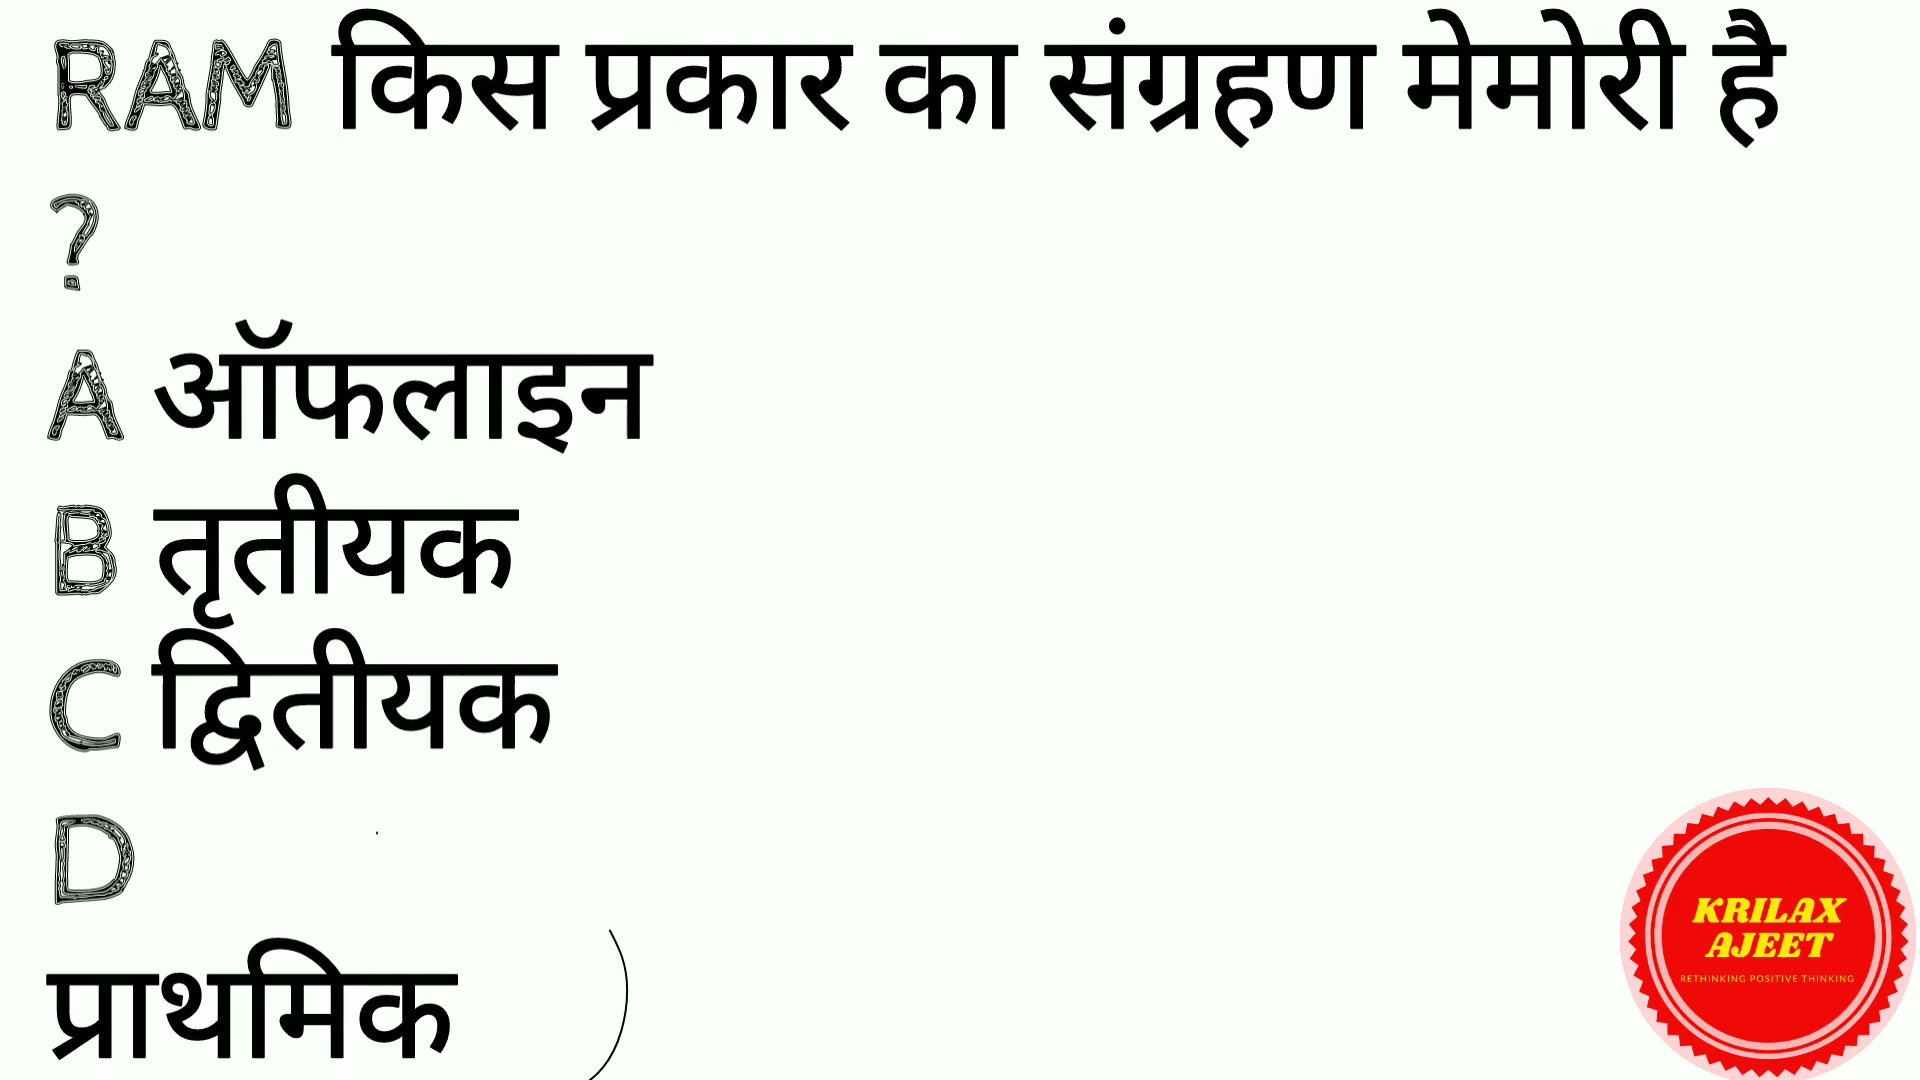 RAM किस प्रकार का संग्रहण मेमोरी है
?
A ऑफलाइन
B तृतीयक
C द्वितीयक
D
प्राथमिक
KRILAX
AJEET
RETHINKING POSITIVE THINKING